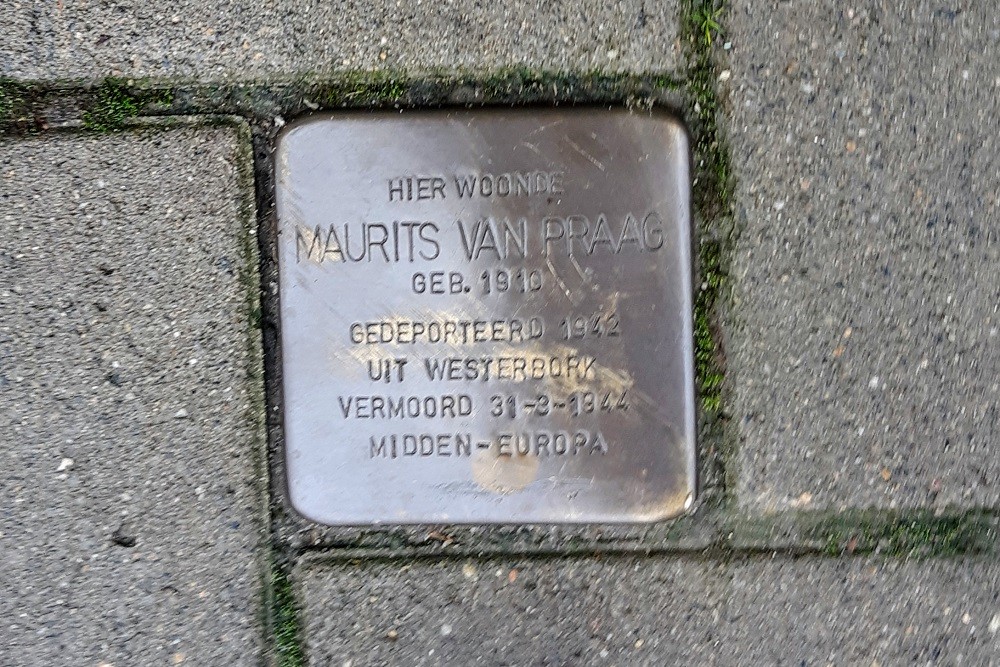 HIER WOONDE
MAURITS VAN PRAAG
GEB. 1910
GEDEPORTEERD 1942
UIT WESTERBORK
VERMOORD 31-3-1944
MIDDEN-EUROPA